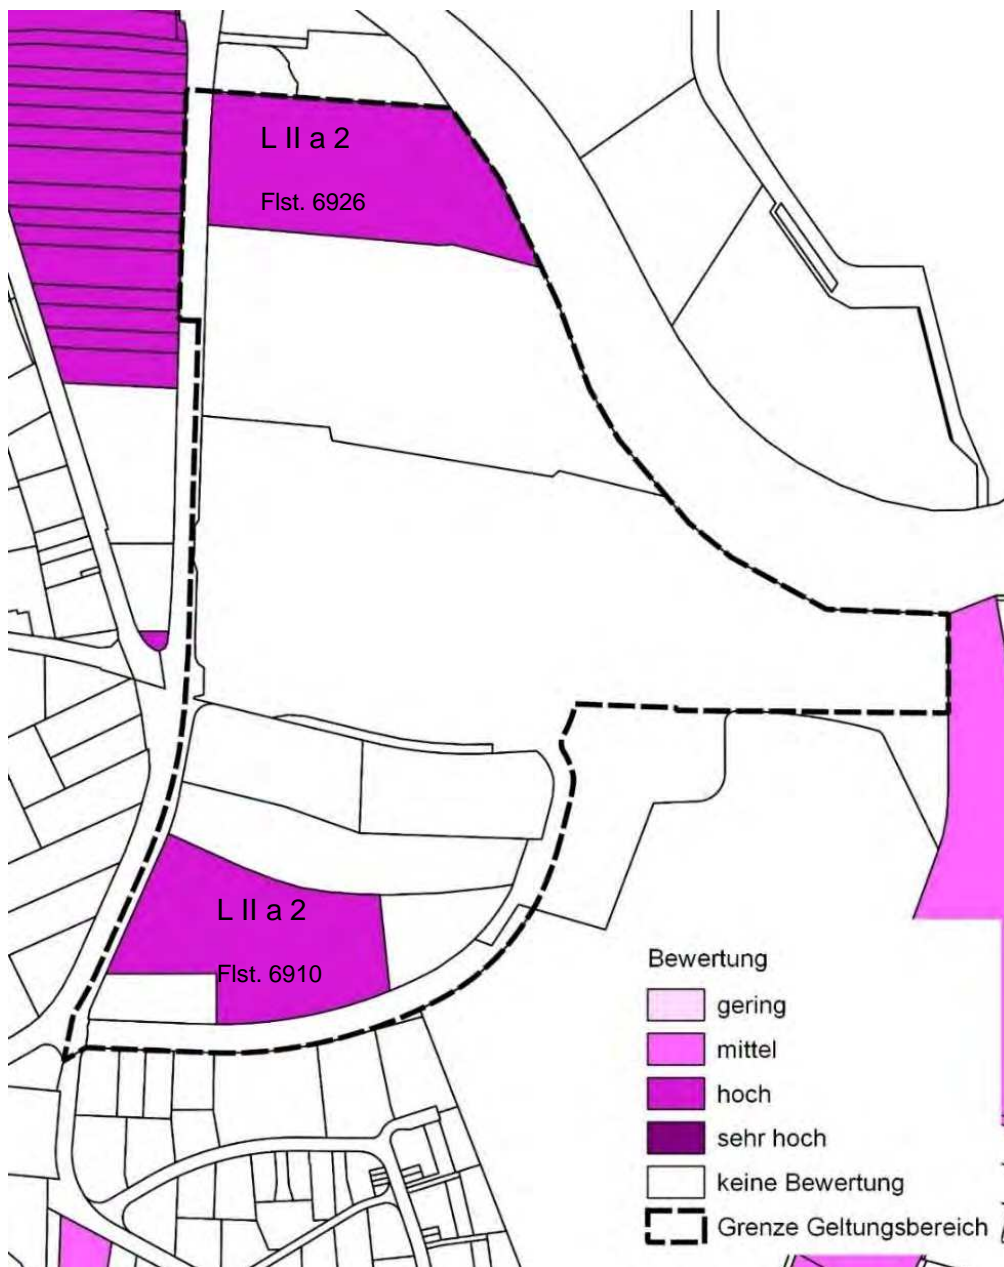 L II a 2
Flst. 6926
L II a 2
Flst. 6910
Bewertung
gering
mittel
hoch
sehr hoch
keine Bewertung
Grenze Geltungsbereich